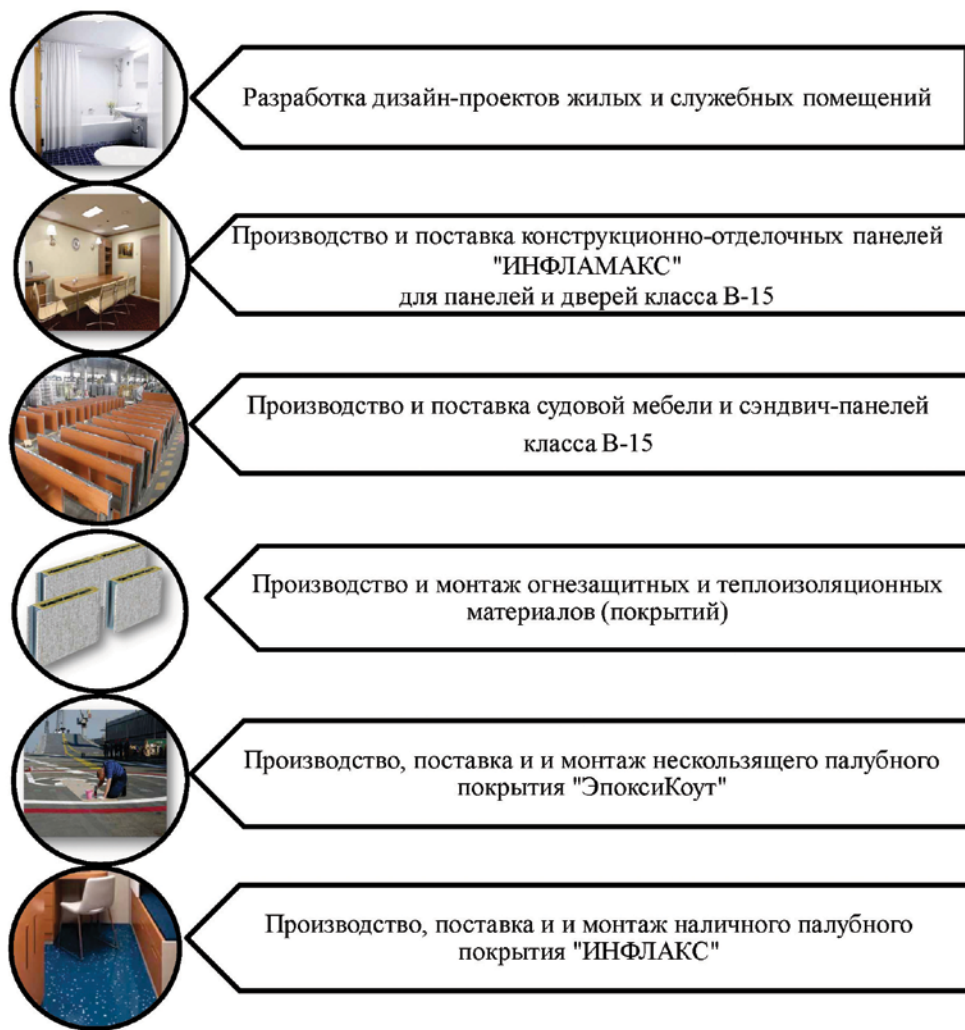 Разработка дизайн-проектов жилых и служебных помещений
Производство и поставка конструкционно-отделочных панелей
"ИНФЛАМАКС"
для панелей и дверей класса В-15
Производство и поставка судовой мебели и сэндвич-панелей
класса В-15
Производство и монтаж огнезащитных и теплоизоляционных
материалов (покрытий)
Производство, поставка и и монтаж нескользящего палубного
покрытия "ЭпоксиКоут"
Производство, поставка и и монтаж наличного палубного
покрытия "ИНФЛАКС"